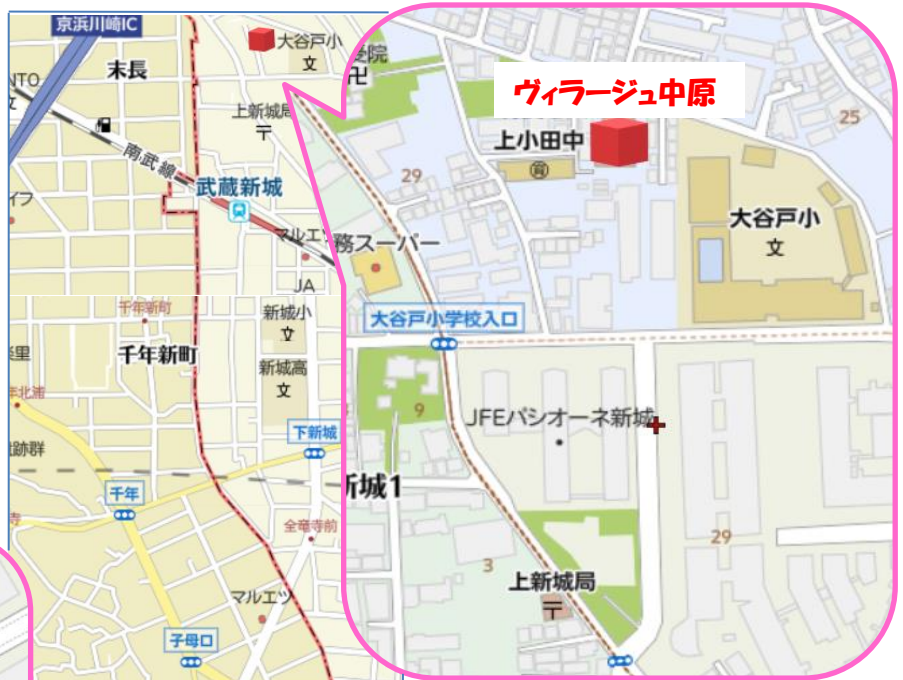 京浜川崎IC
末長
大谷戸小
文
上新城局
〒
南武線
武蔵新城
マルエツ
JA
千年新町
新城小
文
千年新町
新城高
文
下新城
千年
全竜寺前
マルエツ
子母口
ヴィラージュ中原
上小田中
25
29
大谷戸小
文
務スーパー
大谷戸小学校入口
9
JFEパシオーネ新城
新城1
29
3
上新城局
〒